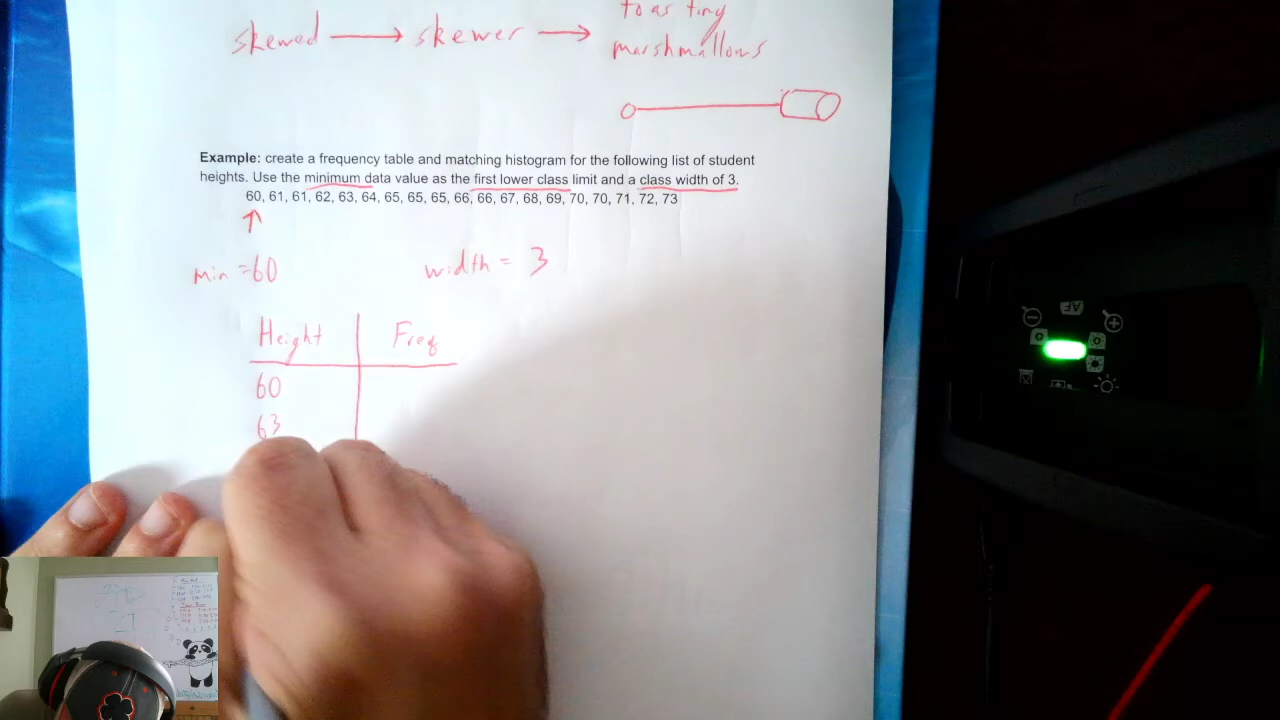 to as tiny
skewed → skewer → marshmallows
Example: create a frequency table and matching histogram for the following list of student
heights. Use the minimum data value as the first lower class limit and a class width of 3.
60, 61, 61, 62, 63, 64, 65, 65, 65, 66, 66, 67, 68, 69, 70, 70, 71, 72, 73
min = 60 width = 3
Height Freq
60
63
AF